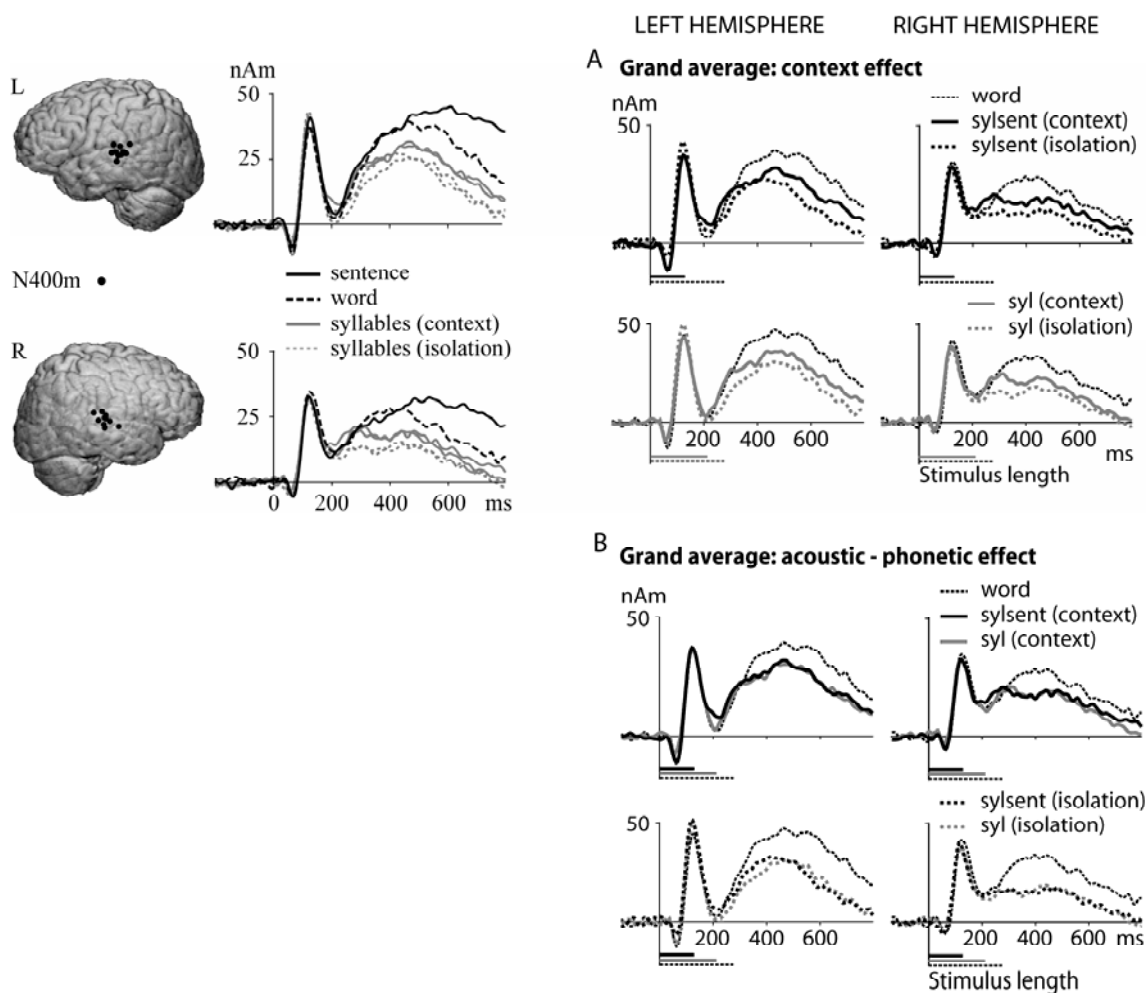 L
nAm
50
25
N400m
sentence
word
syllables (context)
syllables (isolation)
R
50
25
0 200 400 600 ms
LEFT HEMISPHERE RIGHT HEMISPHERE
A Grand average: context effect
nAm
50
word
sylsent (context)
sylsent (isolation)
50
syl (context)
syl (isolation)
200 400 600
200 400 600
ms
Stimulus length
B Grand average: acoustic - phonetic effect
nAm
50
word
sylsent (context)
syl (context)
50
sylsent (isolation)
syl (isolation)
200 400 600
200 400 600 ms
Stimulus length